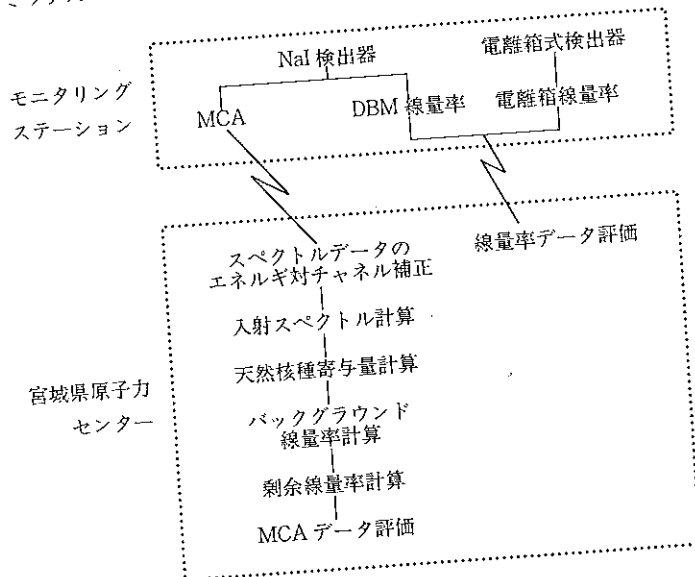 NaI 検出器
電離箱式検出器
モニタリング
ステーション
MCA
DBM 線量率
電離箱線量率
スペクトルデータの
エネルギ対チャネル補正
線量率データ評価
入射スペクトル計算
天然核種寄与量計算
宮城県原子力
センター
バックグラウンド
線量率計算
剰余線量率計算
MCA データ評価